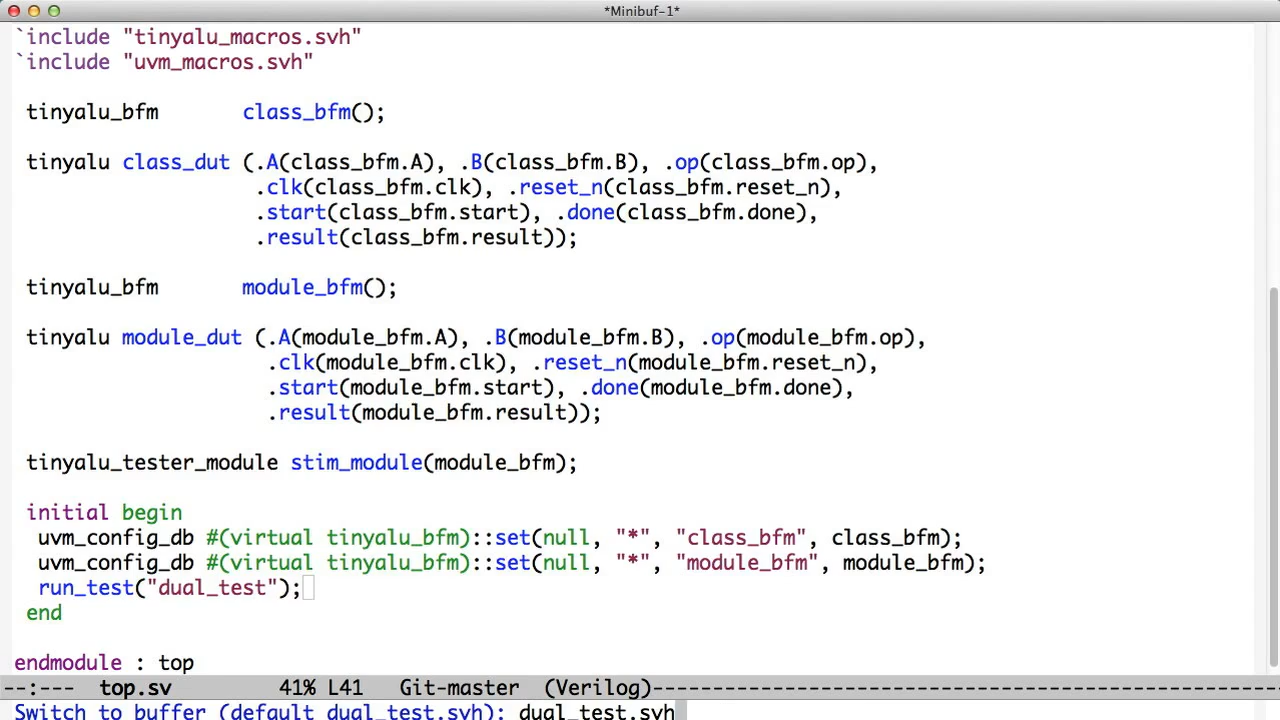 *Minibuf-1*
`include "tinyalu_macros.svh"
`include "uvm_macros.svh"
tinyalu_bfm       class_bfm();
tinyalu class_dut (.A(class_bfm.A), .B(class_bfm.B), .op(class_bfm.op),
.clk(class_bfm.clk), .reset_n(class_bfm.reset_n),
.start(class_bfm.start), .done(class_bfm.done),
.result(class_bfm.result));
tinyalu_bfm       module_bfm();
tinyalu module_dut (.A(module_bfm.A), .B(module_bfm.B), .op(module_bfm.op),
.clk(module_bfm.clk), .reset_n(module_bfm.reset_n),
.start(module_bfm.start), .done(module_bfm.done),
.result(module_bfm.result));
tinyalu_tester_module stim_module(module_bfm);
initial begin
uvm_config_db #(virtual tinyalu_bfm)::set(null, "*", "class_bfm", class_bfm);
uvm_config_db #(virtual tinyalu_bfm)::set(null, "*", "module_bfm", module_bfm);
run_test("dual_test");
end
endmodule : top
--:---  top.sv         41% L41   Git-master  (Verilog)----------------------------------------------------
Switch to buffer (default dual_test.svh): dual_test.svh